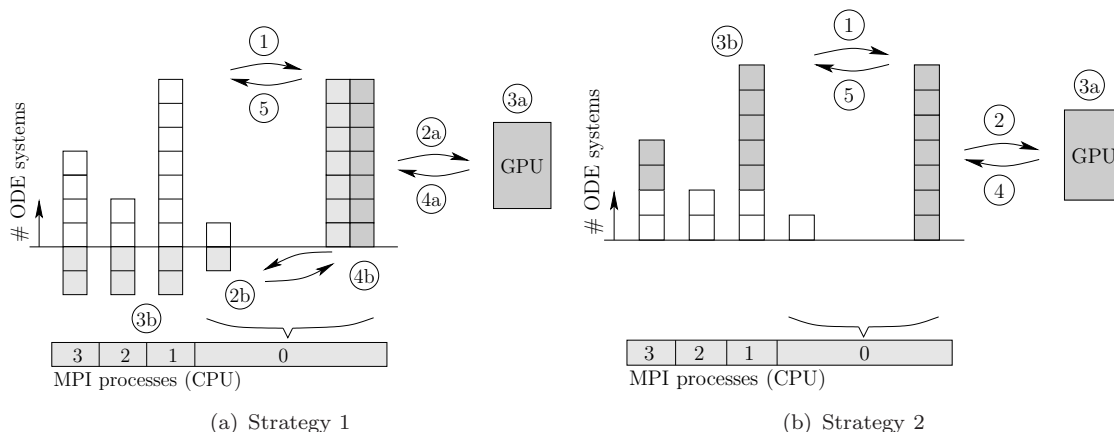 1
5
3a
2a
4a
GPU
# ODE systems
2b
4b
3b
3 2 1 0
MPI processes (CPU)
(a) Strategy 1
3b
1
5
3a
2
4
GPU
# ODE systems
3 2 1 0
MPI processes (CPU)
(b) Strategy 2